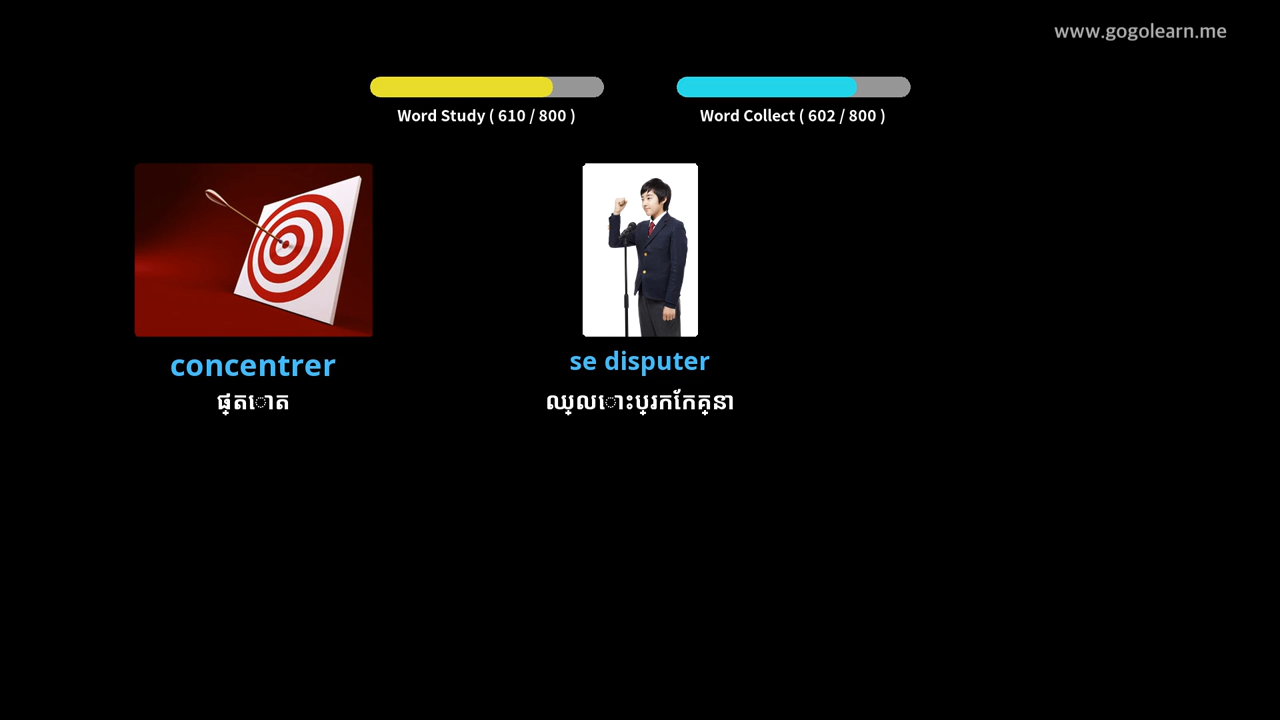 www.gogolearn.me
Word Study ( 610 / 800 )
Word Collect ( 602 / 800 )
concentrer
ផ្តោត
se disputer
ឈ្លោះប្រកកែគ្នា